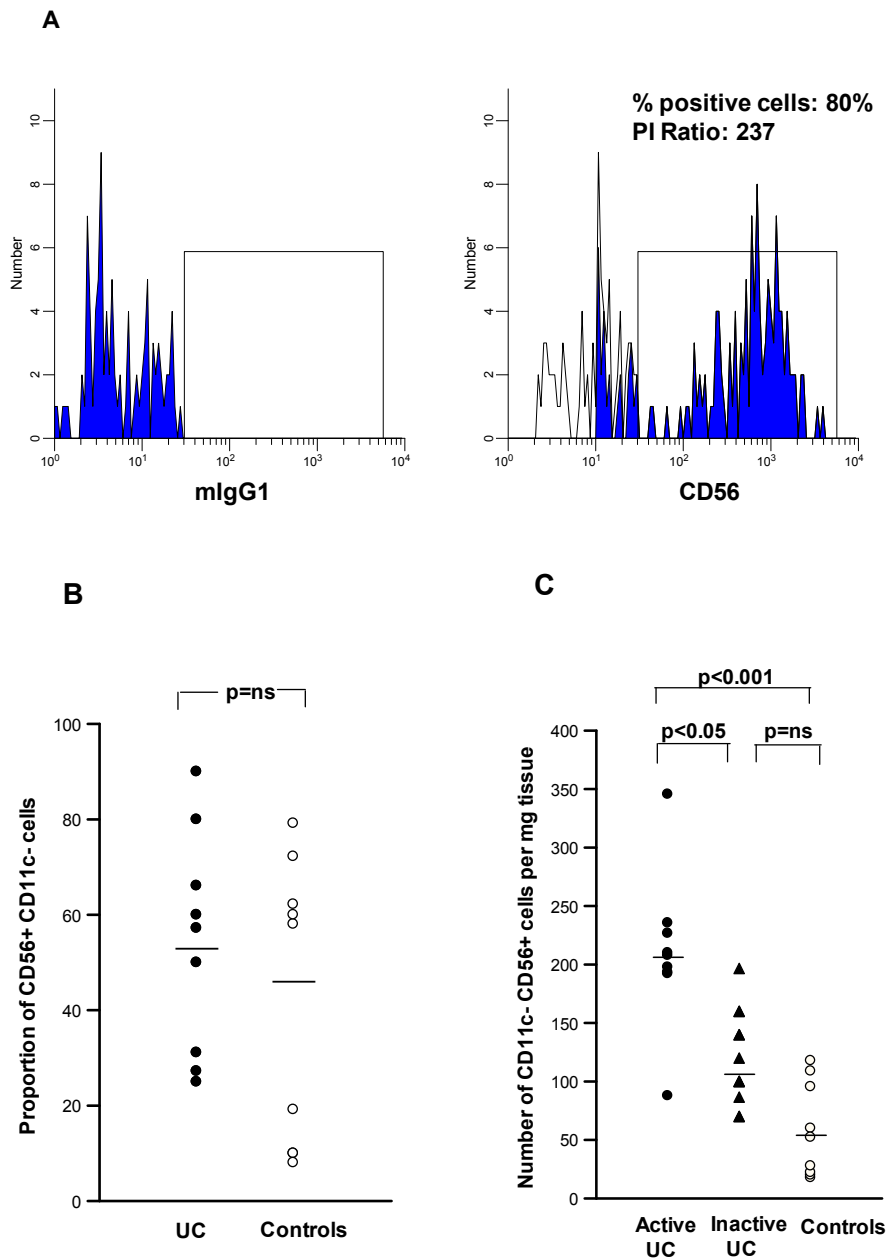 A
% positive cells: 80%
PI Ratio: 237
Number
10
8
6
4
2
0
10⁰ 10¹ 10² 10³ 10⁴
mIgG1
Number
10
8
6
4
2
0
10⁰ 10¹ 10² 10³ 10⁴
CD56
B
p=ns
Proportion of CD56+ CD11c- cells
100
80
60
40
20
0
UC Controls
C
p<0.001
p<0.05 p=ns
Number of CD11c- CD56+ cells per mg tissue
400
350
300
250
200
150
100
50
0
Active UC
Inactive UC
Controls